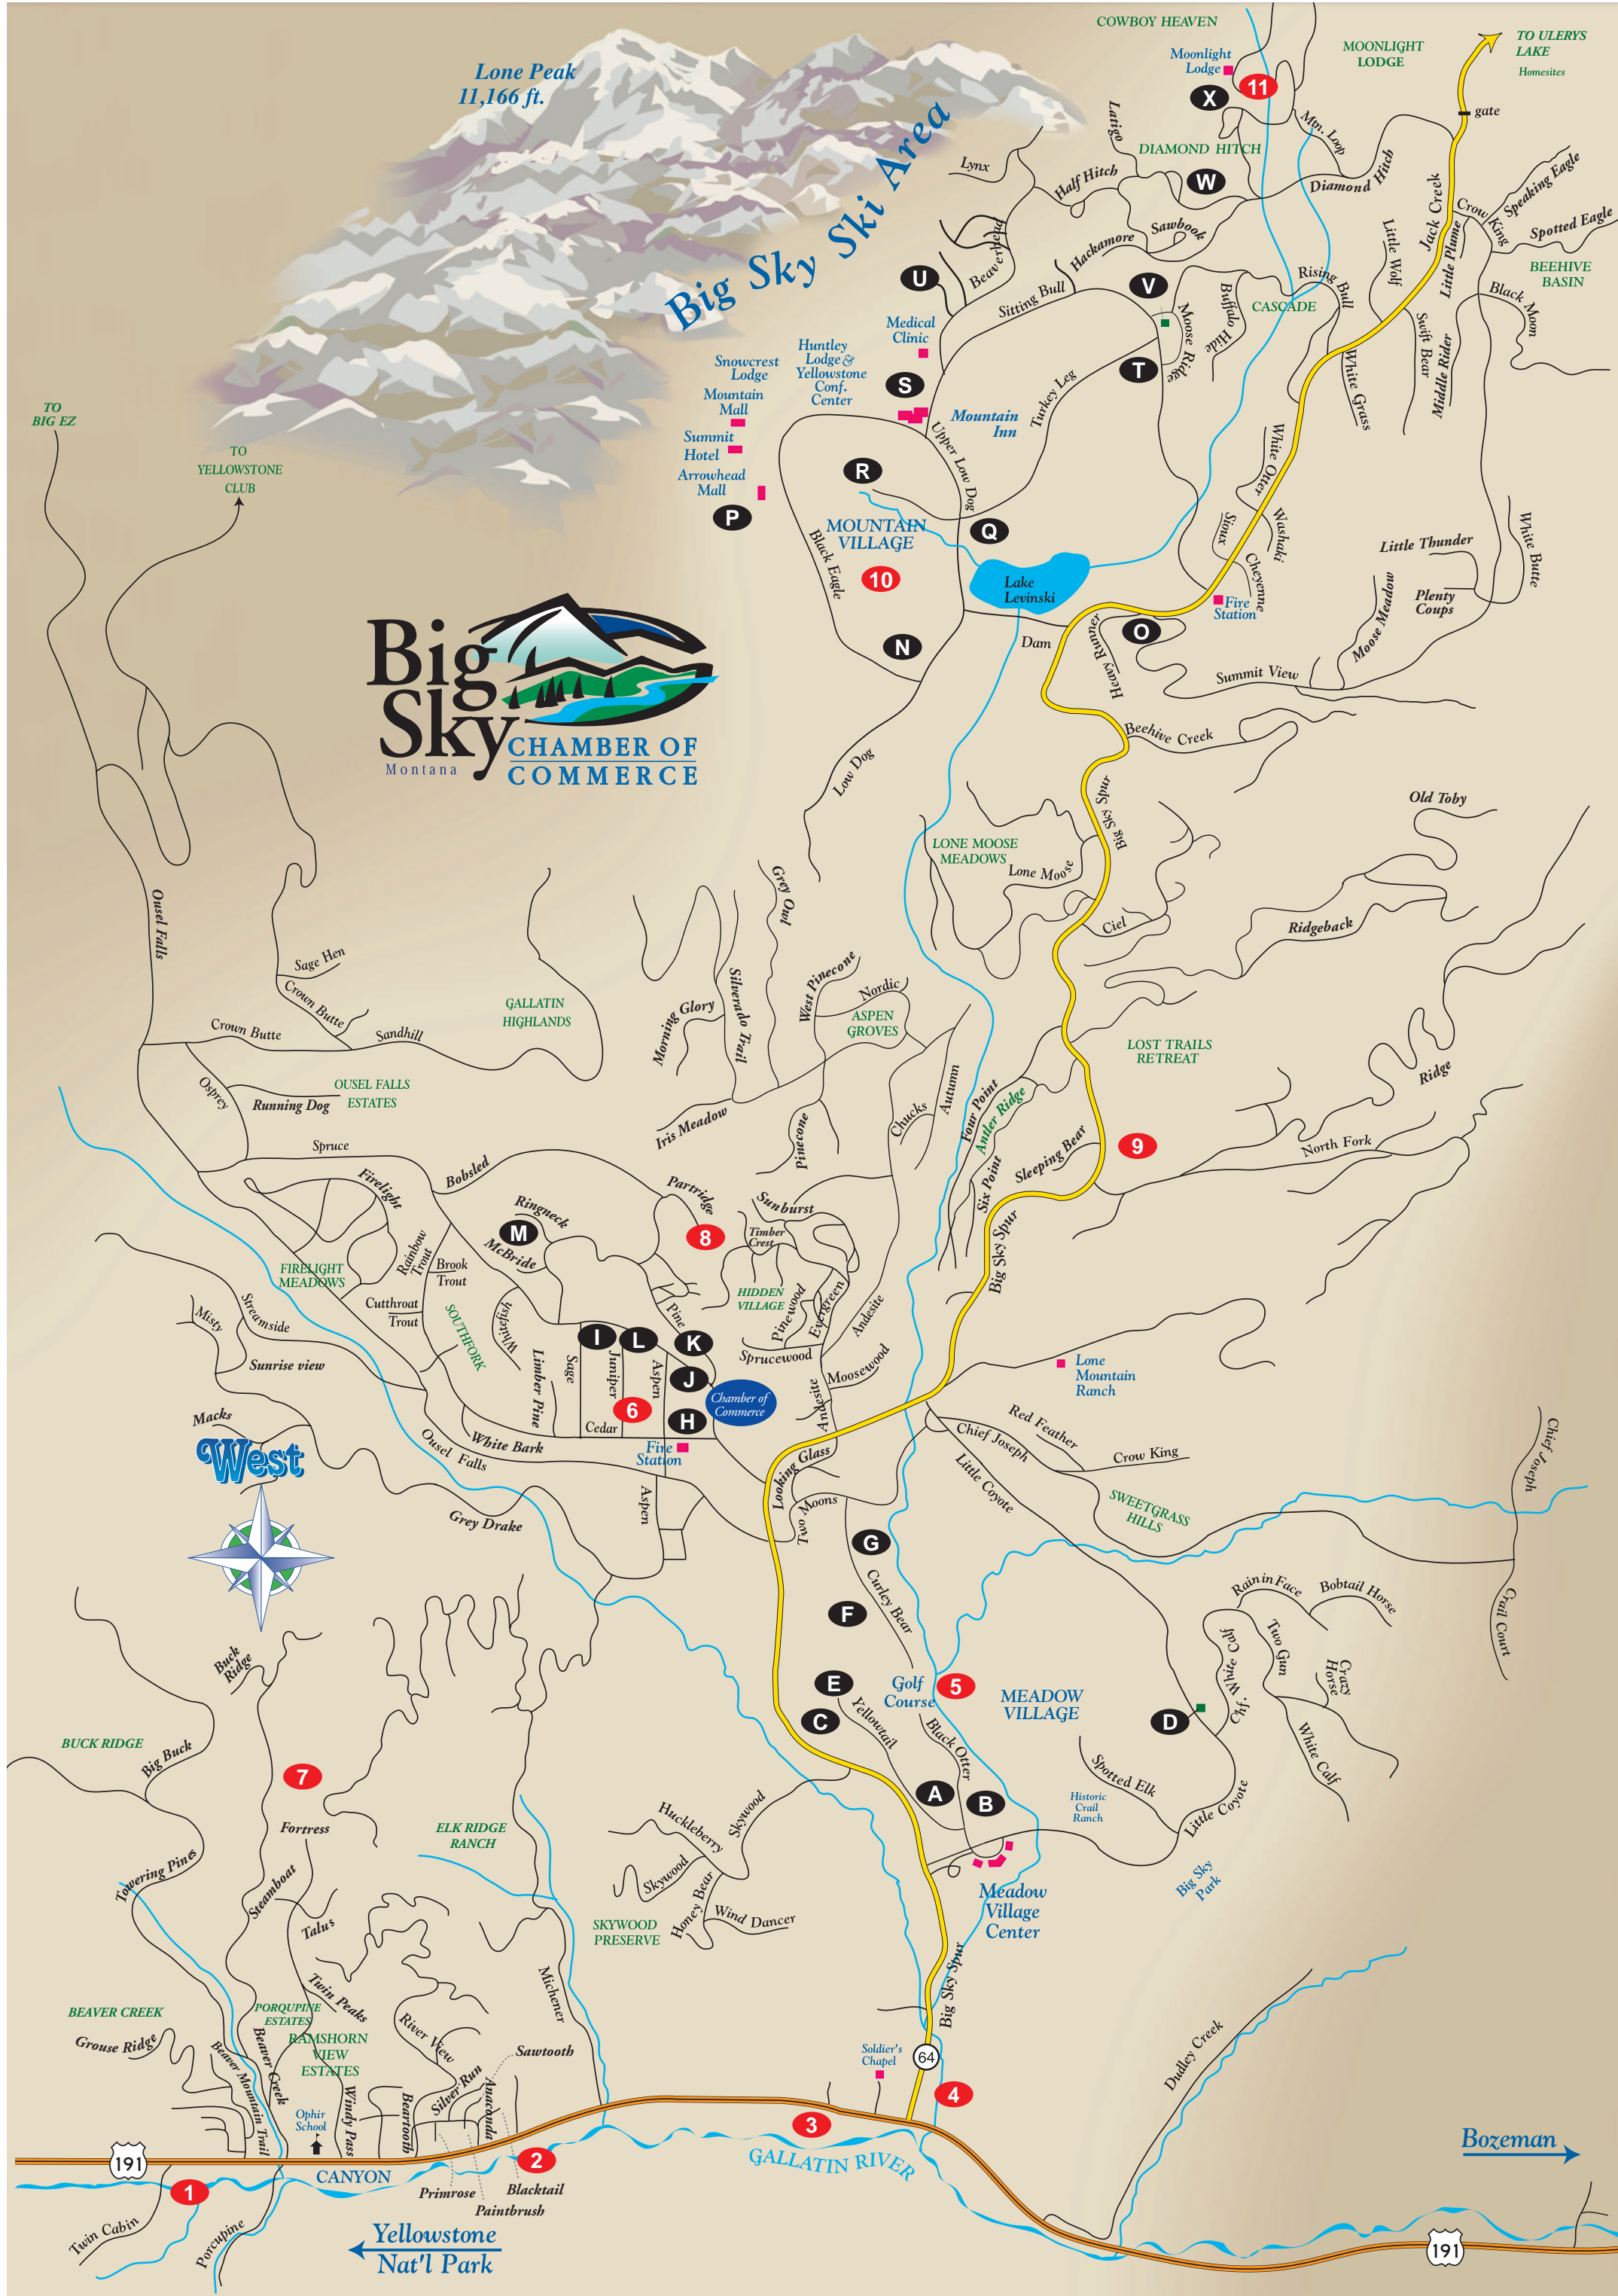 COWBOY HEAVEN
Moonlight
Lodge
11
X
MOONLIGHT
LODGE
TO ULERYS
LAKE
Homesites
gate
Lone Peak
11,166 ft.
Big Sky Ski Area
Latigo
Mtn. Loop
DIAMOND HITCH
Lynx
Half Hitch
W
Diamond Hitch
Jack Creek
Crow King
Speaking Eagle
Spotted Eagle
Little Plume
Little Wolf
BEEHIVE
BASIN
Black Moon
Beaverhead
Hackamore
Sawbook
U
Sitting Bull
V
Rising Bull
CASCADE
Buffalo Hide
Moose Ridge
Medical
Clinic
Huntley
Lodge &
Yellowstone
Conf.
Center
Snowcrest
Lodge
Mountain
Mall
Summit
Hotel
Arrowhead
Mall
P
S
T
Turkey Leg
Mountain
Inn
Upper Low Dog
White Grass
Swift Bear
Middle Rider
TO
BIG EZ
TO
YELLOWSTONE
CLUB
R
Q
MOUNTAIN
VILLAGE
10
Black Eagle
White Otter
Washaki
Sioux
Cheyenne
Little Thunder
White Butte
Plenty
Coups
Moose Meadow
Lake
Levinski
Fire
Station
Dam
Heavy Runner
O
N
Summit View
Big
Sky
Montana
CHAMBER OF
COMMERCE
Beehive Creek
Low Dog
Big Sky Spur
Old Toby
LONE MOOSE
MEADOWS
Lone Moose
Ciel
Ridgeback
Ousel Falls
Grey Owl
Sage Hen
Crown Butte
Crown Butte
Sandhill
GALLATIN
HIGHLANDS
Morning Glory
Silverado Trail
West Pinecone
Nordic
ASPEN
GROVES
LOST TRAILS
RETREAT
Ridge
Osprey
Running Dog
OUSEL FALLS
ESTATES
Iris Meadow
Pinecone
Chucks
Autumn
Four Point
Antler Ridge
Six Point
Sleeping Bear
9
North Fork
Spruce
Bobsled
Firelight
Partridge
8
Ringneck
M
McBride
Sunburst
Timber
Crest
Rainbow
Trout
Brook
Trout
Cutthroat
Trout
FIRELIGHT
MEADOWS
SOUTHFORK
Whitefish
HIDDEN
VILLAGE
Pinewood
Evergreen
Andesite
Big Sky Spur
Misty
Streamside
Sunrise view
Pine
I
L
K
J
H
6
Limber Pine
Sage
Juniper
Aspen
Cedar
Sprucewood
Moosewood
Andesite
Chamber of
Commerce
Lone
Mountain
Ranch
Macks
White Bark
Ousel Falls
Fire
Station
Looking Glass
Chief Joseph
Red Feather
Crow King
Chief Joseph
West
Grey Drake
Aspen
Two Moons
Little Coyote
SWEETGRASS
HILLS
G
F
Curley Bear
E
C
Yellowtail
Golf
Course
5
MEADOW
VILLAGE
Black Otter
D
Rain in Face
Bobtail Horse
Chf. White Calf
Two Gun
Crazy
Horse
White Calf
Crail Court
Buck
Ridge
BUCK RIDGE
Big Buck
7
A
B
Spotted Elk
Historic
Crail
Ranch
Little Coyote
Fortress
ELK RIDGE
RANCH
Huckleberry
Skywood
Skywood
Honey Bear
Wind Dancer
SKYWOOD
PRESERVE
Big Sky
Park
Meadow
Village
Center
Towering Pines
Steamboat
Talus
Twin Peaks
Michener
Big Sky Spur
BEAVER CREEK
Grouse Ridge
PORQUPINE
ESTATES
RAMSHORN
VIEW
ESTATES
Beaver Mountain Trail
Beaver Creek
River View
Silver Run
Sawtooth
Anaconda
Beartooth
Windy Pass
Ophir
School
Soldier's
Chapel
64
4
3
Dudley Creek
191
CANYON
2
GALLATIN RIVER
Bozeman
1
Primrose
Paintbrush
Blacktail
Twin Cabin
Porcupine
Yellowstone
Nat'l Park
191